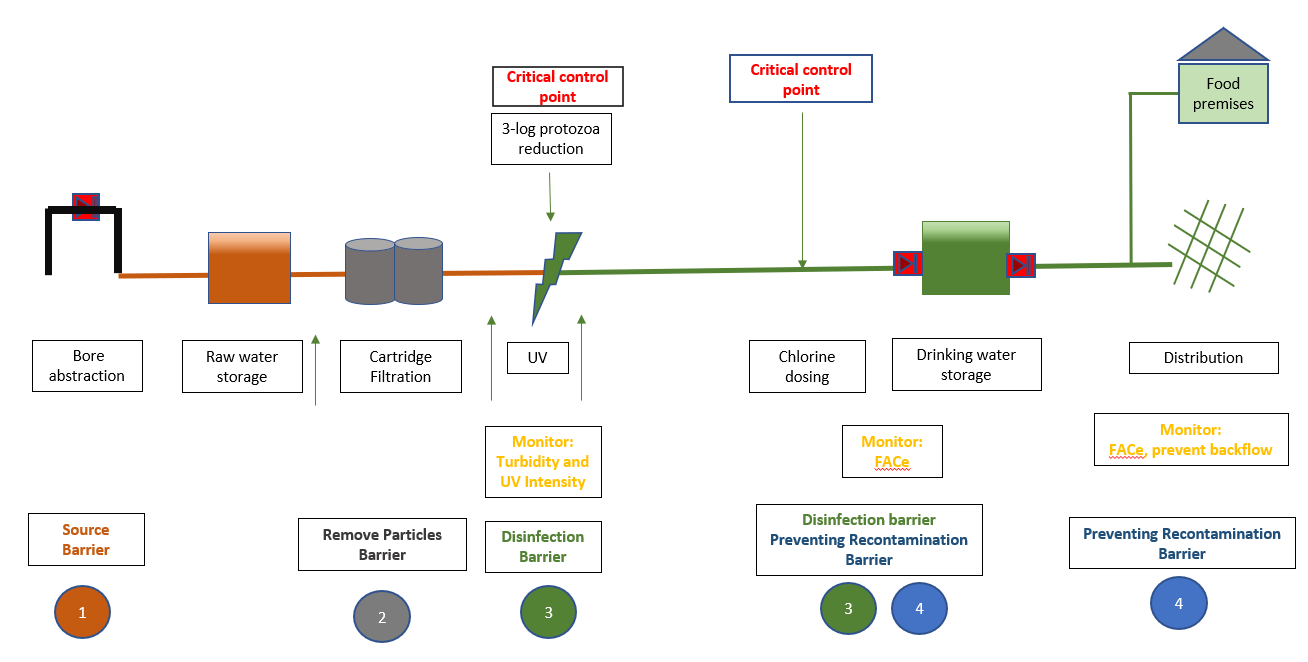 Critical control
point
3-log protozoa
reduction
Critical control
point
Food
premises
Bore
abstraction
Raw water
storage
Cartridge
Filtration
UV
Chlorine
dosing
Drinking water
storage
Distribution
Monitor:
Turbidity and
UV Intensity
Monitor:
FACe
Monitor:
FACe, prevent backflow
Source
Barrier
Remove Particles
Barrier
Disinfection
Barrier
Disinfection barrier
Preventing Recontamination
Barrier
Preventing Recontamination
Barrier
1
2
3
3
4
4